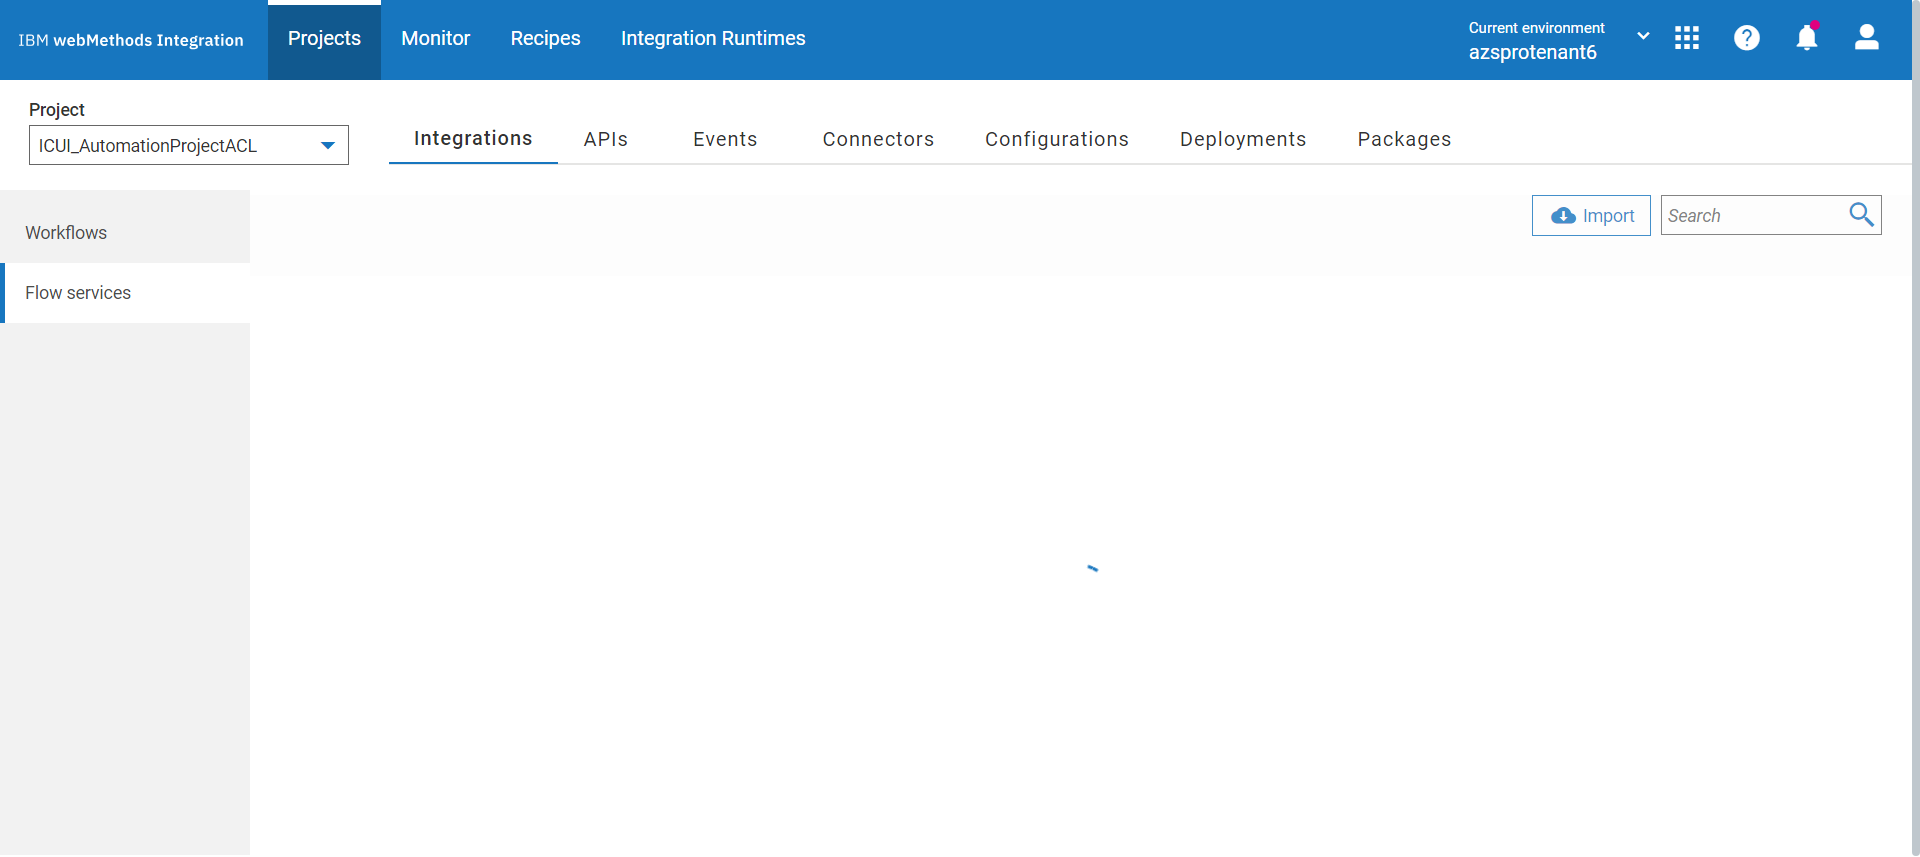 IBM webMethods Integration
Projects
Monitor
Recipes
Integration Runtimes
Current environment
azsprotenant6
Project
ICUI_AutomationProjectACL
Integrations
APIs
Events
Connectors
Configurations
Deployments
Packages
Workflows
Flow services
Import
Search